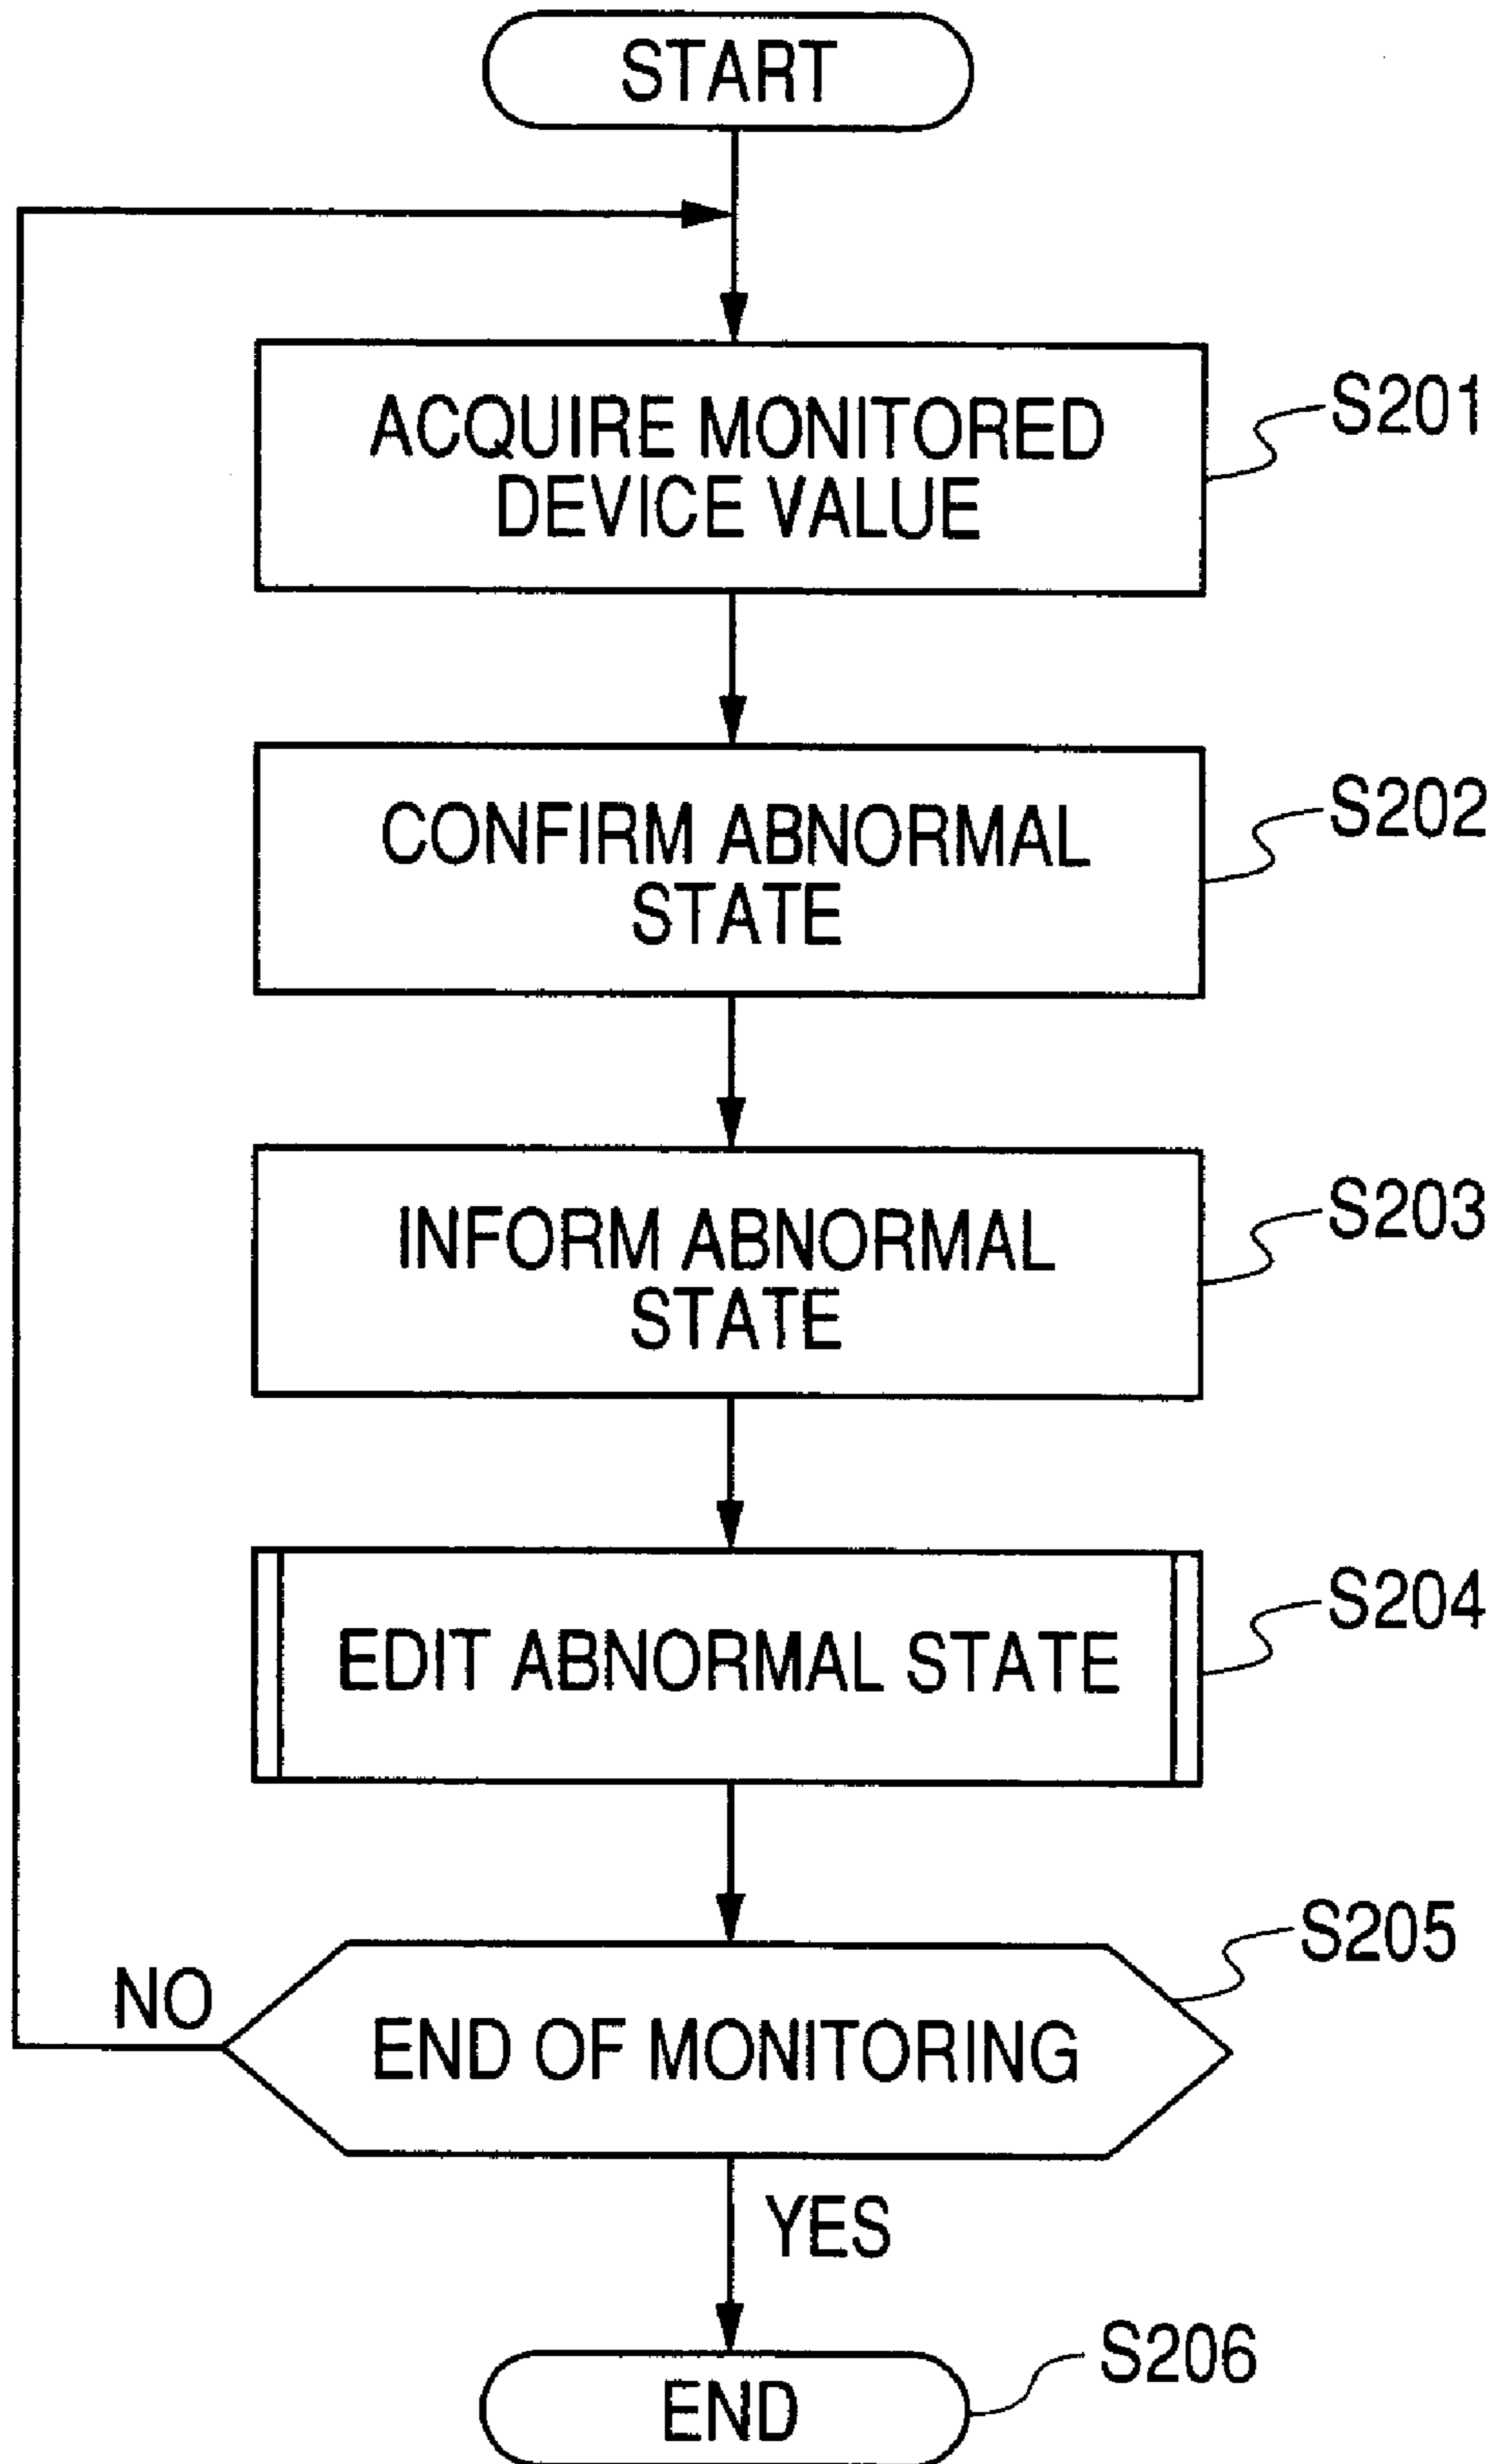 START
ACQUIRE MONITORED
DEVICE VALUE
S201
CONFIRM ABNORMAL
STATE
S202
INFORM ABNORMAL
STATE
S203
EDIT ABNORMAL STATE
S204
END OF MONITORING
S205
NO
YES
END
S206